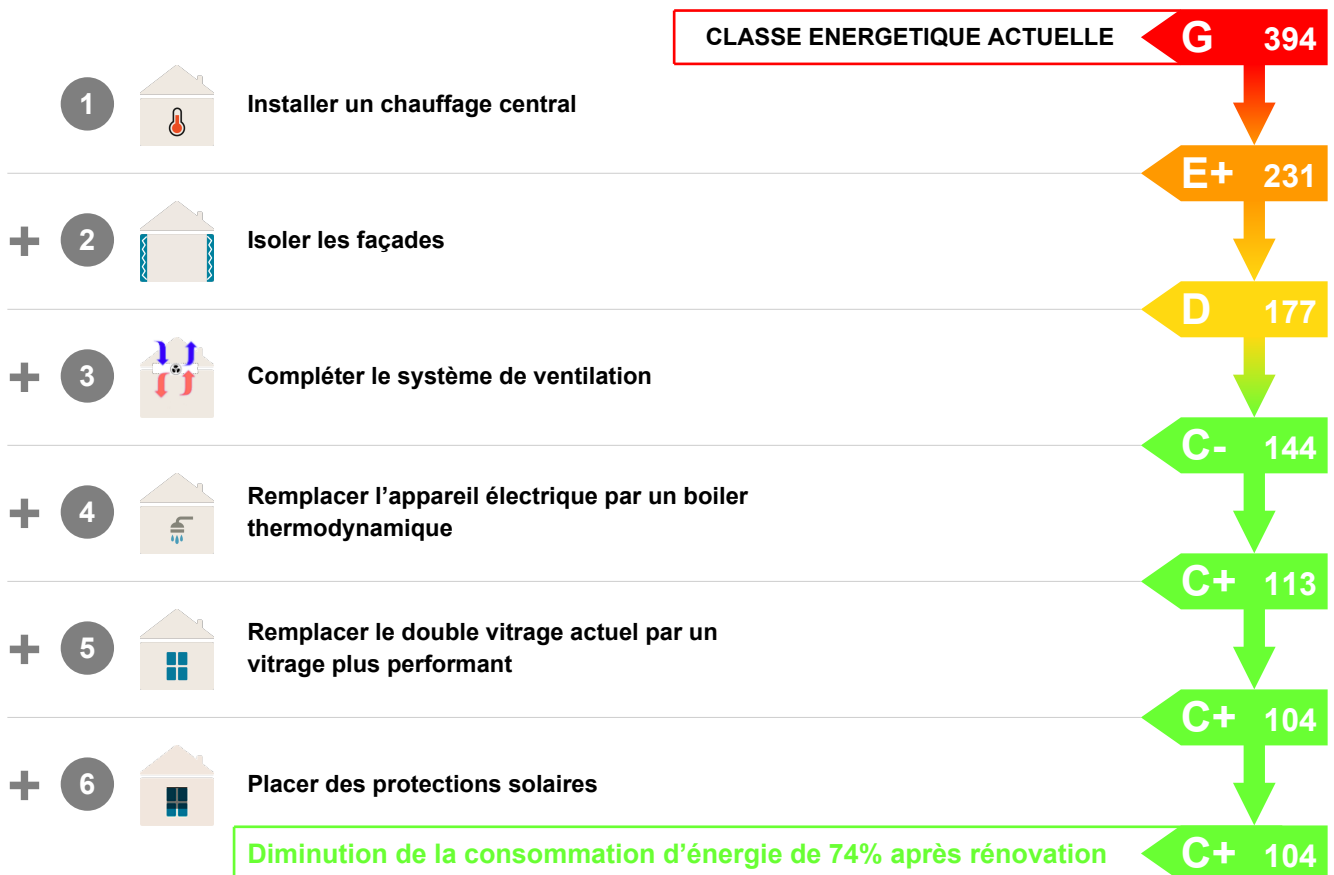 CLASSE ENERGETIQUE ACTUELLE G 394
1 Installer un chauffage central
E+ 231
+ 2 Isoler les façades
D 177
+ 3 Compléter le système de ventilation
C- 144
+ 4 Remplacer l’appareil électrique par un boiler
thermodynamique
C+ 113
+ 5 Remplacer le double vitrage actuel par un
vitrage plus performant
C+ 104
+ 6 Placer des protections solaires
Diminution de la consommation d’énergie de 74% après rénovation C+ 104